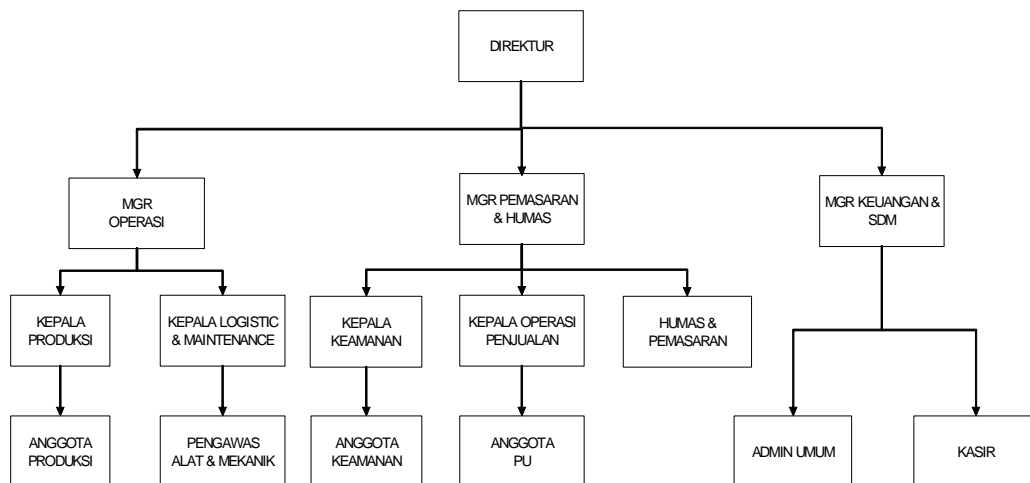 DIREKTUR
MGR
OPERASI
MGR PEMASARAN
& HUMAS
MGR KEUANGAN &
SDM
KEPALA
PRODUKSI
KEPALA LOGISTIC
& MAINTENANCE
KEPALA
KEAMANAN
KEPALA OPERASI
PENJUALAN
HUMAS &
PEMASARAN
ANGGOTA
PRODUKSI
PENGAWAS
ALAT & MEKANIK
ANGGOTA
KEAMANAN
ANGGOTA
PU
ADMIN UMUM
KASIR